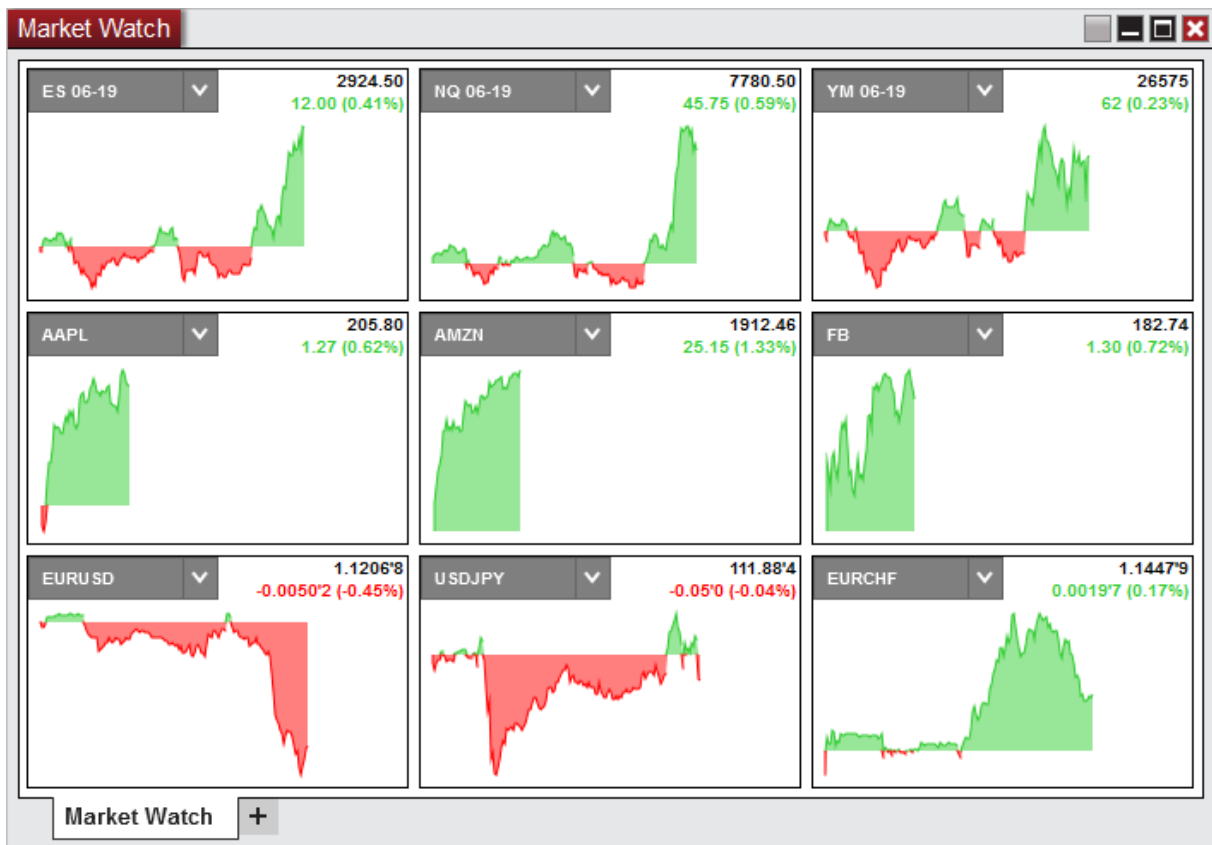 Market Watch
ES 06-19
2924.50
12.00 (0.41%)
NQ 06-19
7780.50
45.75 (0.59%)
YM 06-19
26575
62 (0.23%)
AAPL
205.80
1.27 (0.62%)
AMZN
1912.46
25.15 (1.33%)
FB
182.74
1.30 (0.72%)
EURUSD
1.1206'8
-0.0050'2 (-0.45%)
USDJPY
111.88'4
-0.05'0 (-0.04%)
EURCHF
1.1447'9
0.0019'7 (0.17%)
Market Watch +